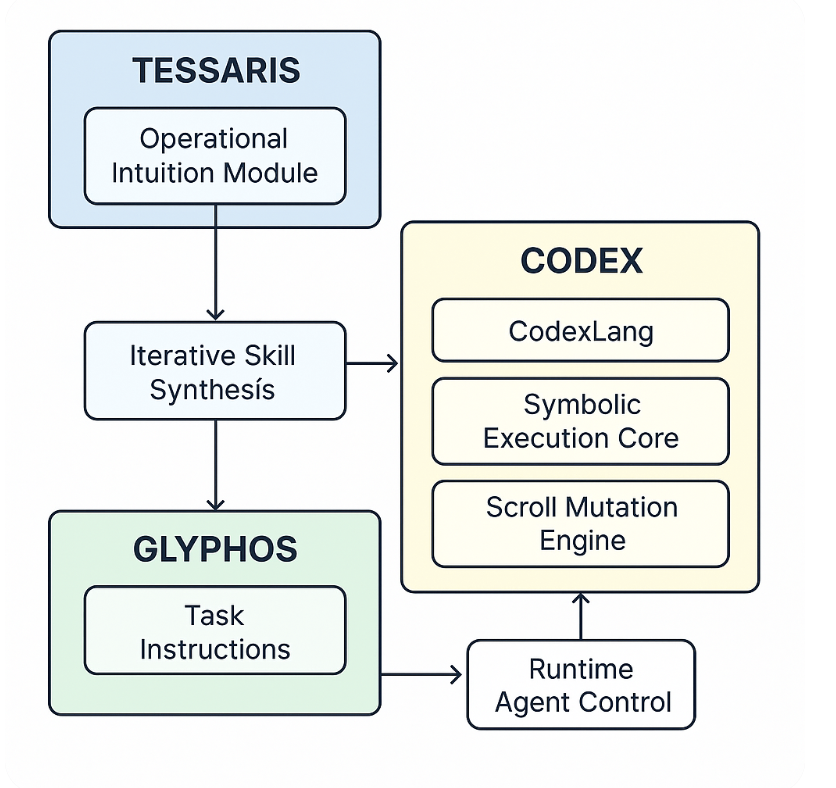 TESSARIS
Operational
Intuition Module
Iterative Skill
Synthesís
CODEX
CodexLang
Symbolic
Execution Core
Scroll Mutation
Engine
GLYPHOS
Task
Instructions
Runtime
Agent Control